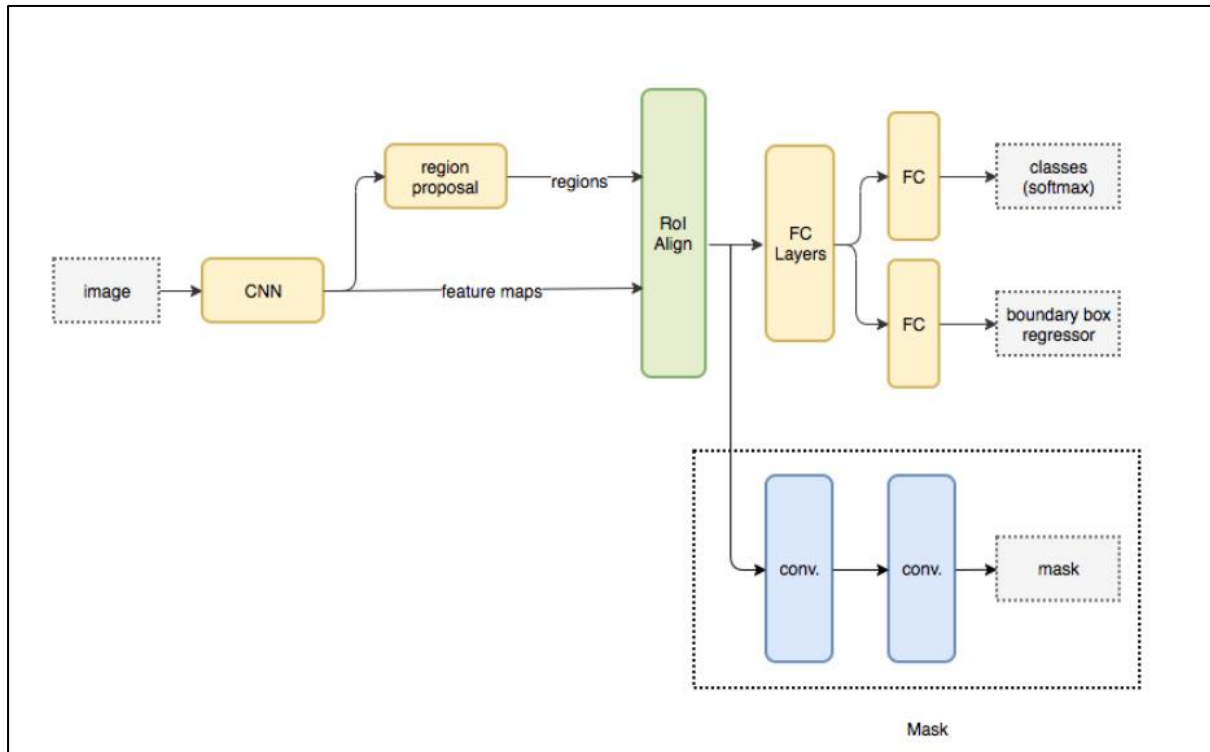 region
proposal
regions
image
CNN
feature maps
RoI
Align
FC
Layers
FC
classes
(softmax)
FC
boundary box
regressor
conv.
conv.
mask
Mask